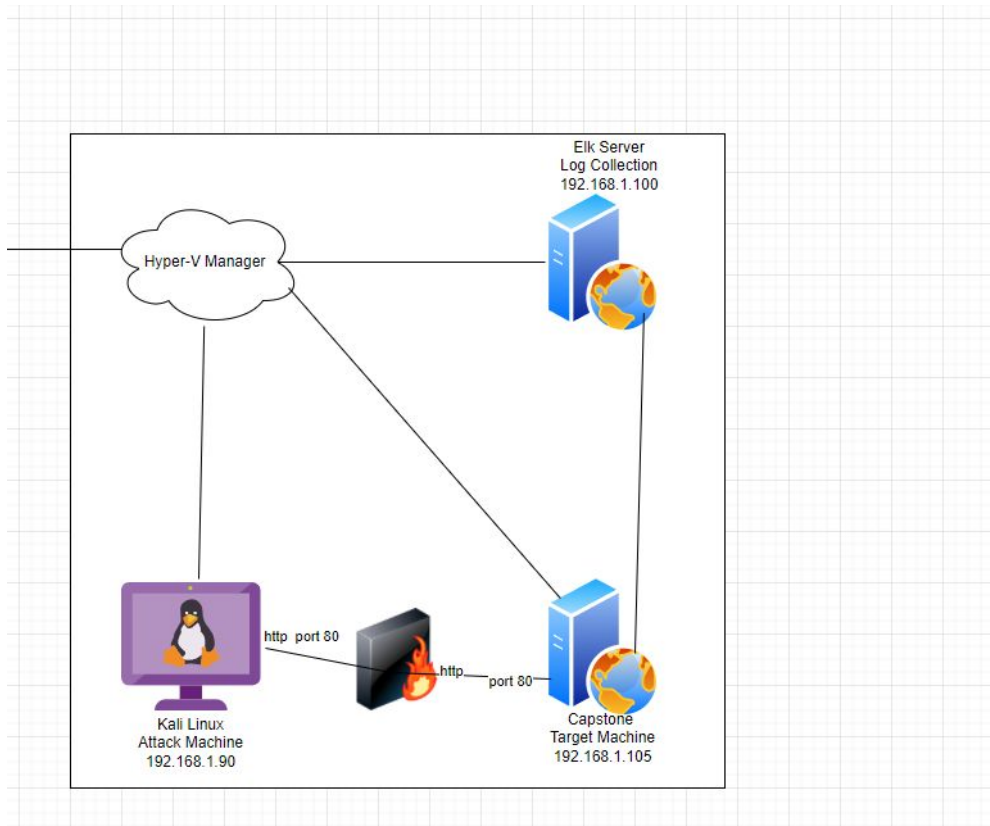 Elk Server
Log Collection
192.168.1.100
Hyper-V Manager
http port 80
http
port 80
Kali Linux
Attack Machine
192.168.1.90
Capstone
Target Machine
192.168.1.105